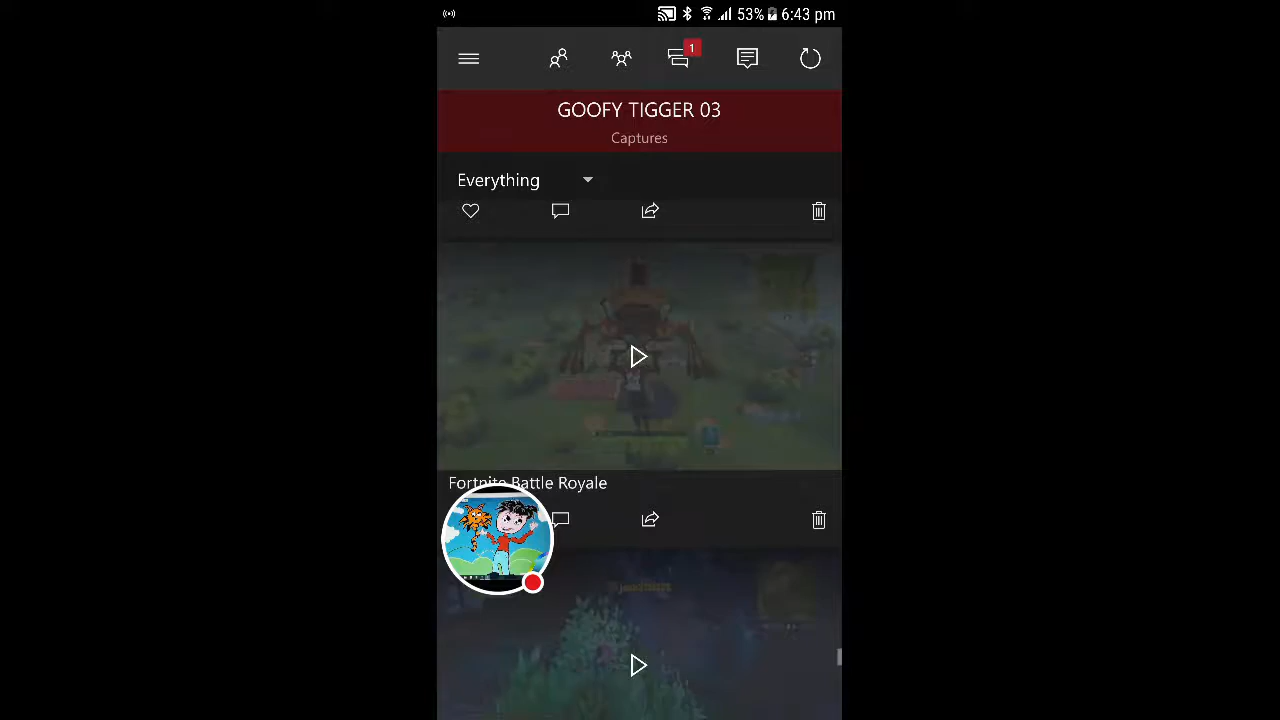 53% 6:43 pm
1
GOOFY TIGGER 03
Captures
Everything
Fortnite Battle Royale